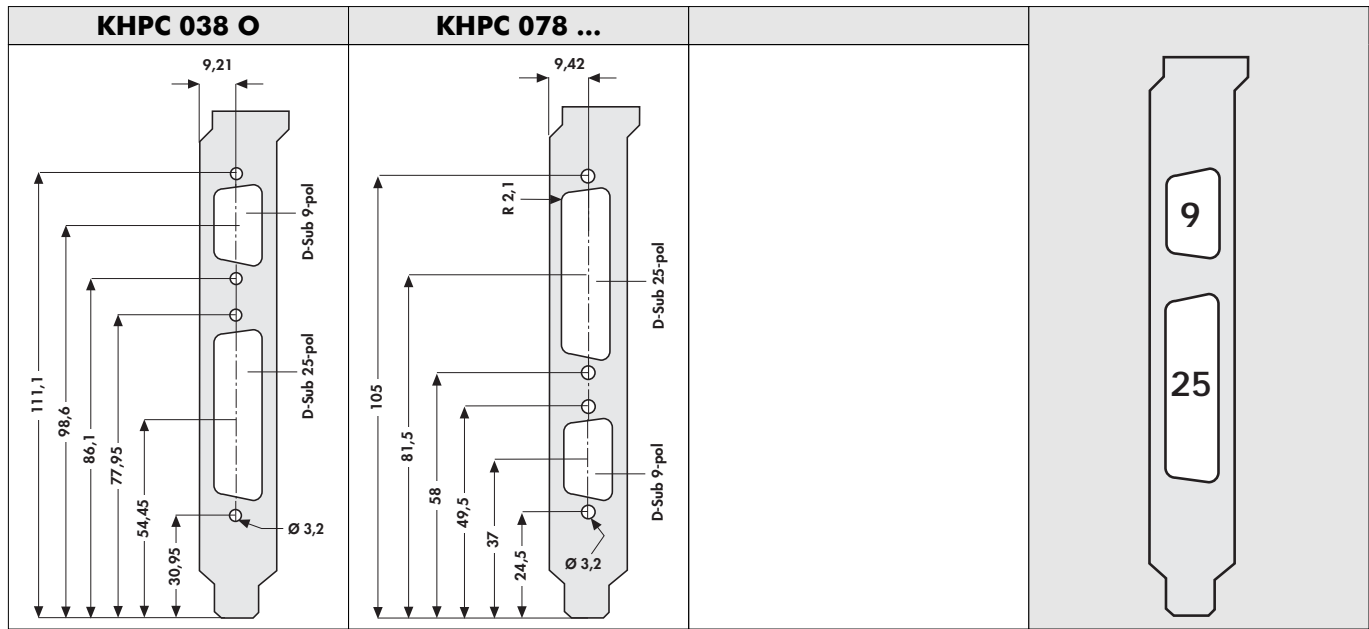 KHPC 038 O
KHPC 078 ...
9,21
D-Sub 9-pol
D-Sub 25-pol
111,1
98,6
86,1
77,95
54,45
30,95
Ø 3,2
9,42
R 2,1
D-Sub 25-pol
D-Sub 9-pol
105
81,5
58
49,5
37
24,5
Ø 3,2
9
25